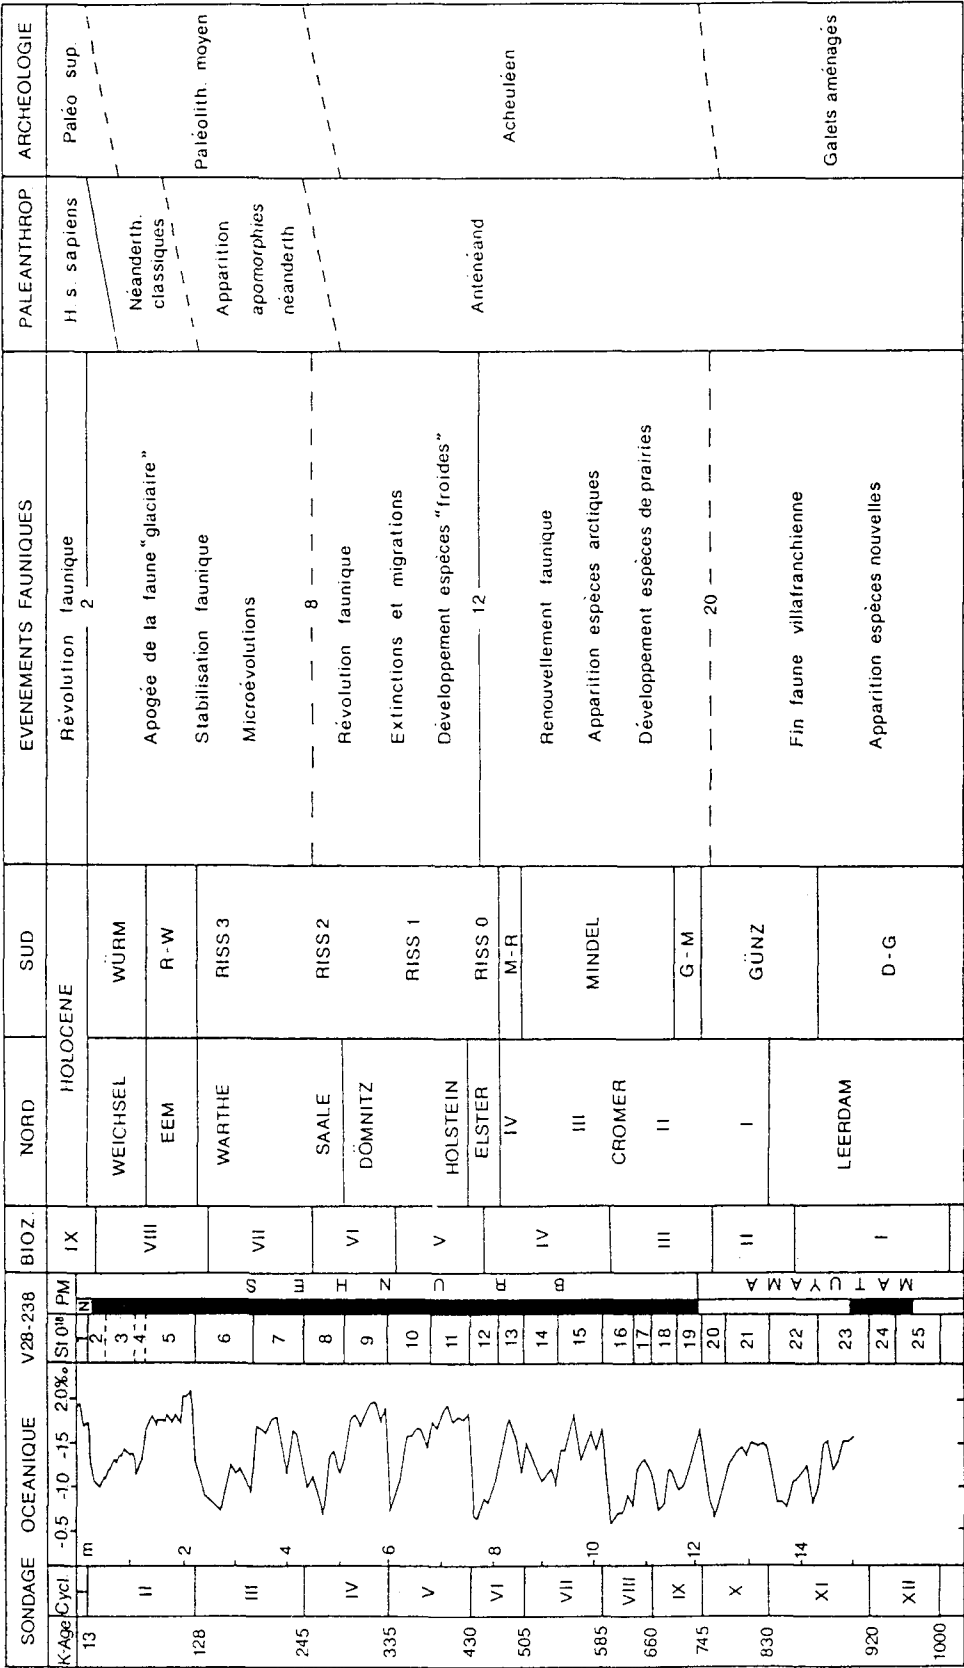 SONDAGE OCEANIQUE V28-238
BIOZ.
NORD
SUD
EVENEMENTS FAUNIQUES
PALEANTHROP.
ARCHEOLOGIE
K-Age
Cycl.
m
-0.5 -1.0 -1.5 2.0‰
St O18
PM
13
128
245
335
430
505
585
660
745
830
920
1000
I
II
III
IV
V
VI
VII
VIII
IX
X
XI
XII
2
4
6
8
10
12
14
1
2
3
4
5
6
7
8
9
10
11
12
13
14
15
16
17
18
19
20
21
22
23
24
25
N
BRUNHES
MATUYAMA
IX
VIII
VII
VI
V
IV
III
II
I
HOLOCENE
WEICHSEL
EEM
WARTHE
SAALE
DÖMNITZ
HOLSTEIN
ELSTER
IV
III
CROMER
II
I
LEERDAM
WÜRM
R-W
RISS 3
RISS 2
RISS 1
RISS 0
M-R
MINDEL
G-M
GÜNZ
D-G
Révolution faunique
2
Apogée de la faune "glaciaire"
Stabilisation faunique
Microévolutions
8
Révolution faunique
Extinctions et migrations
Développement espèces "froides"
12
Renouvellement faunique
Apparition espèces arctiques
Développement espèces de prairies
20
Fin faune villafranchienne
Apparition espèces nouvelles
H. s. sapiens
Néanderth.
classiques
Apparition
apomorphies
néanderth
Anténéand
Paléo sup.
Paléolith. moyen
Acheuléen
Galets aménagés